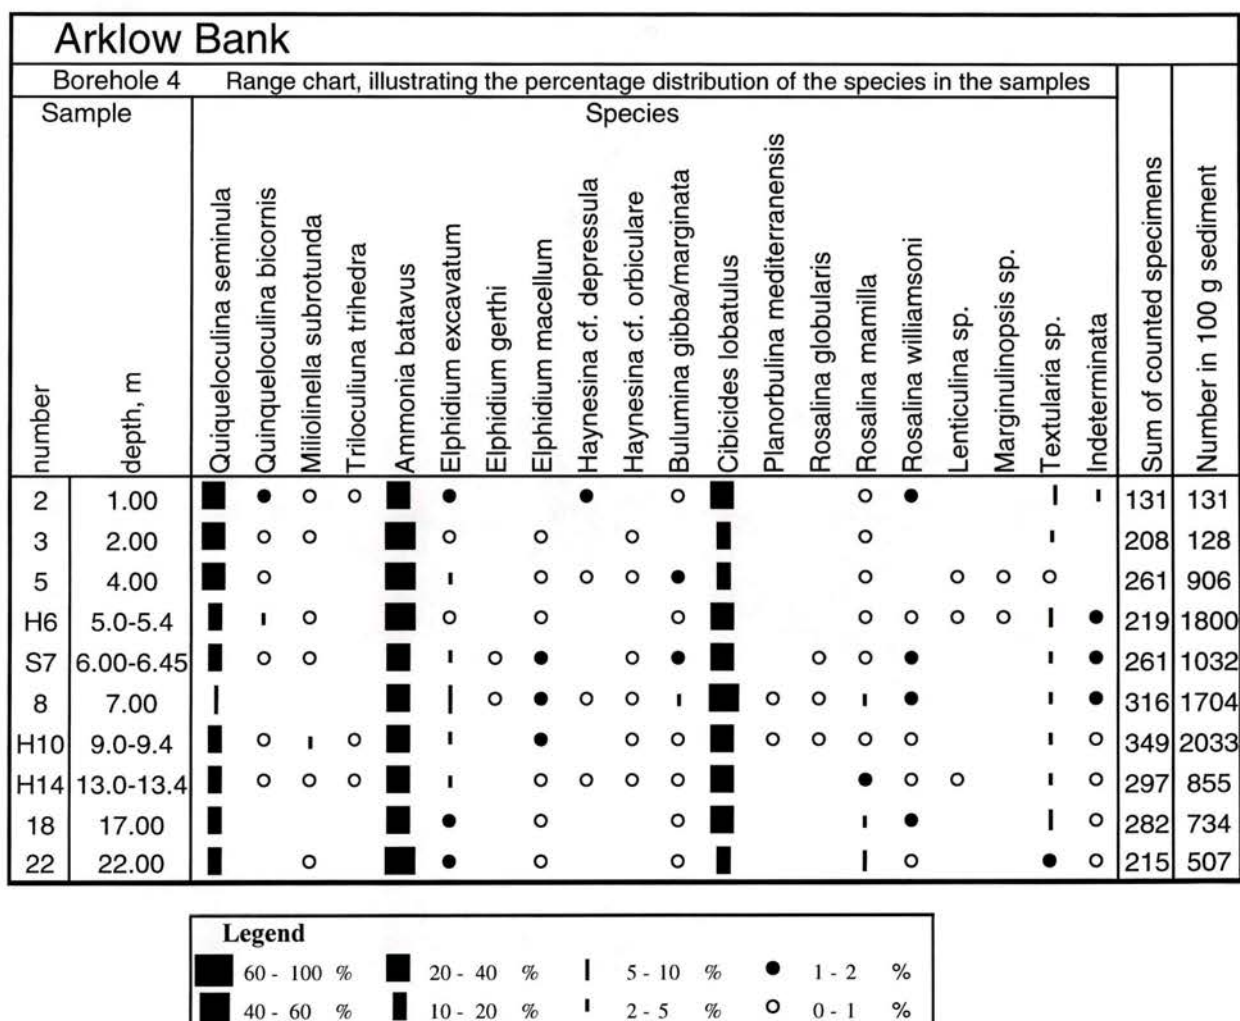 Arklow Bank
Borehole 4 Range chart, illustrating the percentage distribution of the species in the samples
Sample Species
number
depth, m
Quiqueloculina seminula
Quinqueloculina bicornis
Miliolinella subrotunda
Triloculiuna trihedra
Ammonia batavus
Elphidium excavatum
Elphidium gerthi
Elphidium macellum
Haynesina cf. depressula
Haynesina cf. orbiculare
Bulumina gibba/marginata
Cibicides lobatulus
Planorbulina mediterranensis
Rosalina globularis
Rosalina mamilla
Rosalina williamsoni
Lenticulina sp.
Marginulinopsis sp.
Textularia sp.
Indeterminata
Sum of counted specimens
Number in 100 g sediment
2 1.00 131 131
3 2.00 208 128
5 4.00 261 906
H6 5.0-5.4 219 1800
S7 6.00-6.45 261 1032
8 7.00 316 1704
H10 9.0-9.4 349 2033
H14 13.0-13.4 297 855
18 17.00 282 734
22 22.00 215 507
Legend
60 - 100 % 20 - 40 % 5 - 10 % 1 - 2 %
40 - 60 % 10 - 20 % 2 - 5 % 0 - 1 %